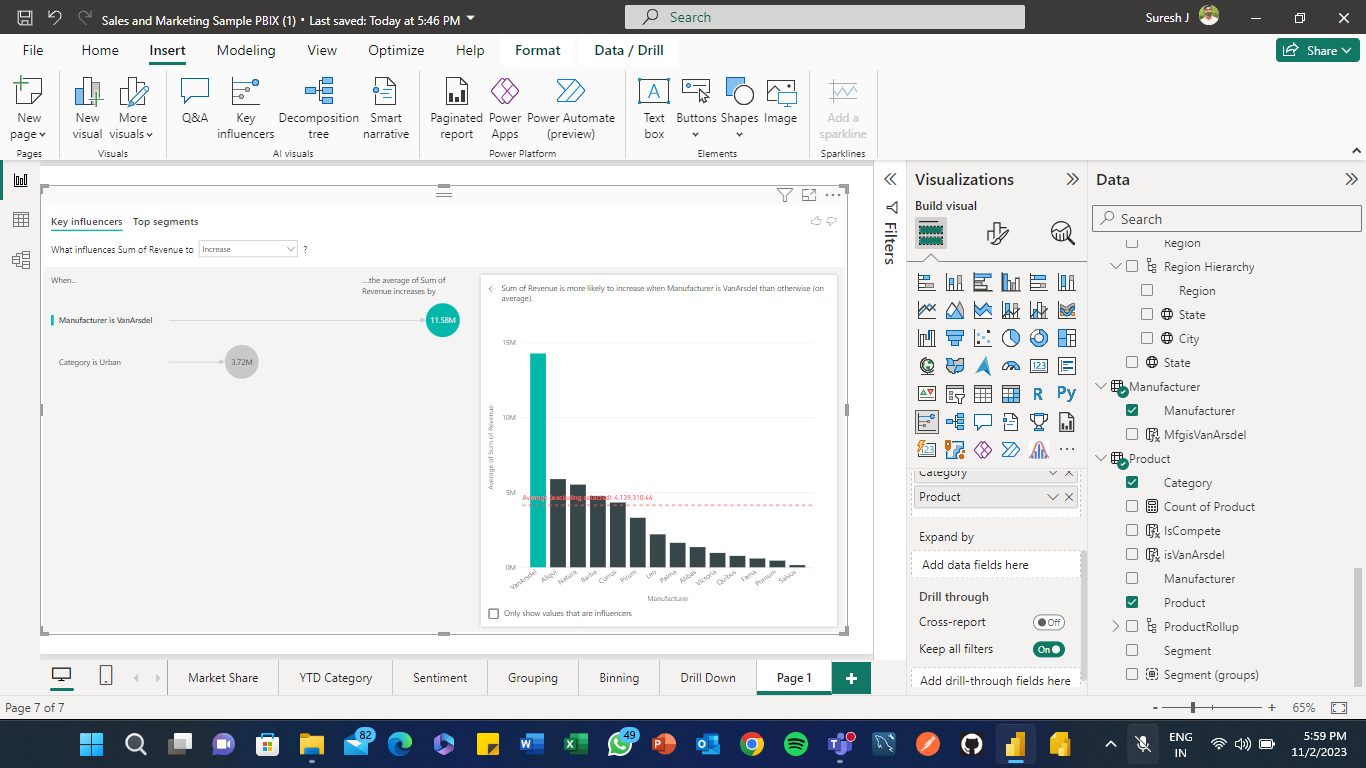 Sales and Marketing Sample PBIX (1) • Last saved: Today at 5:46 PM
Search
Suresh J
File Home Insert Modeling View Optimize Help Format Data / Drill
Share
New page
New visual
More visuals
Q&A
Key influencers
Decomposition tree
Smart narrative
Paginated report
Power Apps
Power Automate (preview)
Text box
Buttons
Shapes
Image
Add a sparkline
Pages
Visuals
AI visuals
Power Platform
Elements
Sparklines
Key influencers Top segments
What influences Sum of Revenue to Increase ?
When...
....the average of Sum of
Revenue increases by
Manufacturer is VanArsdel
11.58M
Category is Urban
3.72M
Sum of Revenue is more likely to increase when Manufacturer is VanArsdel than otherwise (on
average).
15M
10M
5M
0M
Average of Sum of Revenue
Average (excluding selected): 4,139,310.44
VanArsdel Aliqui Natura Barba Currus Pirum Leo Palma Abbas Victoria Quibus Fama Pomum Salvus
Manufacturer
Only show values that are influencers
Filters
Visualizations
Build visual
123
R
Py
123
Category
Product
Expand by
Add data fields here
Drill through
Cross-report
Off
Keep all filters
On
Add drill-through fields here
Data
Search
Region
Region Hierarchy
Region
State
City
State
Manufacturer
Manufacturer
MfgisVanArsdel
Product
Category
Count of Product
IsCompete
isVanArsdel
Manufacturer
Product
ProductRollup
Segment
Segment (groups)
Market Share YTD Category Sentiment Grouping Binning Drill Down Page 1 +
Page 7 of 7
- + 65%
82
49
ENG
IN
5:59 PM
11/2/2023